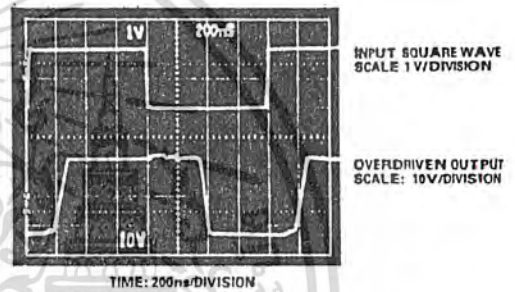 1V 200nS
INPUT SQUARE WAVE
SCALE 1 V/DIVISION
OVERDRIVEN OUTPUT
SCALE: 10V/DIVISION
10V
TIME: 200ns/DIVISION